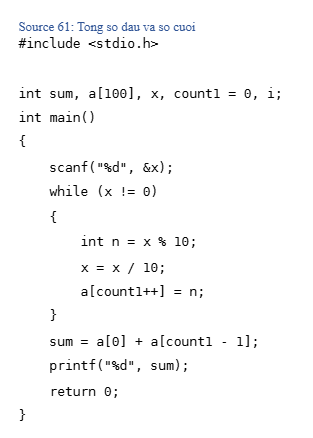 Source 61: Tong so dau va so cuoi
#include <stdio.h>
int sum, a[100], x, count1 = 0, i;
int main()
{
scanf("%d", &x);
while (x != 0)
{
int n = x % 10;
x = x / 10;
a[count1++] = n;
}
sum = a[0] + a[count1 - 1];
printf("%d", sum);
return 0;
}